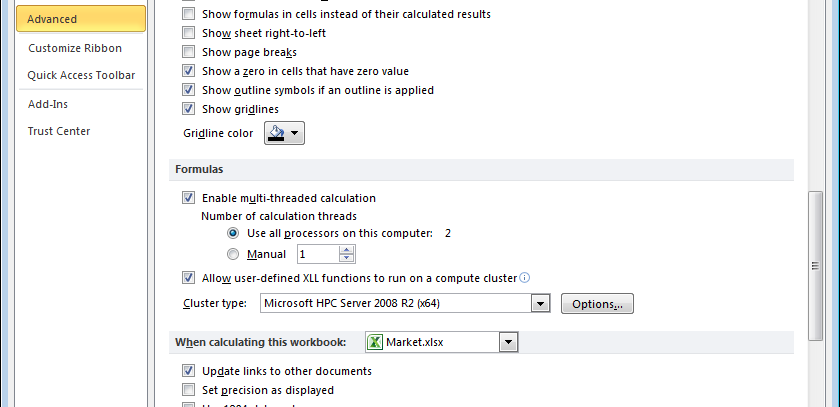 Show formulas in cells instead of their calculated results
Advanced
Show sheet right-to-left
Customize Ribbon
Show page breaks
Quick Access Toolbar
Show a zero in cells that have zero value
Show outline symbols if an outline is applied
Add-Ins
Show gridlines
Trust Center
Gridline color
Formulas
Enable multi-threaded calculation
Number of calculation threads
Use all processors on this computer: 2
Manual 1
Allow user-defined XLL functions to run on a compute cluster
Cluster type: Microsoft HPC Server 2008 R2 (x64) Options...
When calculating this workbook: Market.xlsx
Update links to other documents
Set precision as displayed